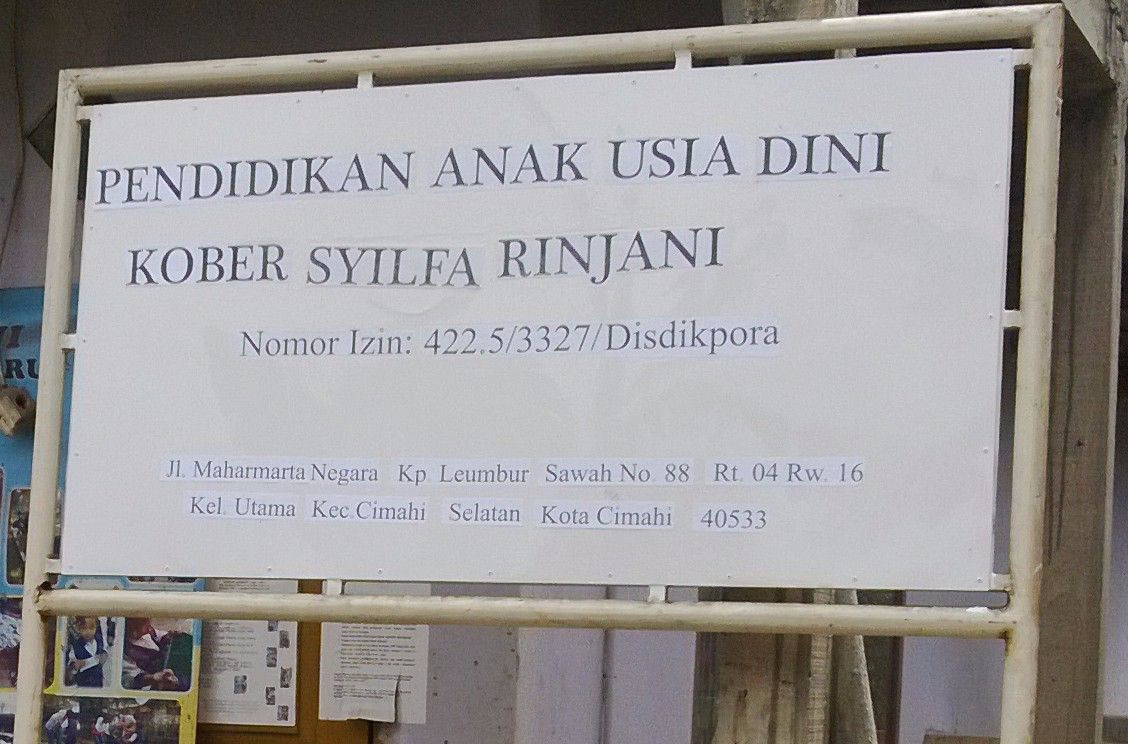 PENDIDIKAN ANAK USIA DINI
KOBER SYILFA RINJANI
Nomor Izin: 422.5/3327/Disdikpora
Jl. Maharmarta Negara Kp Leumbur Sawah No. 88 Rt. 04 Rw. 16
Kel. Utama Kec.Cimahi Selatan Kota Cimahi 40533